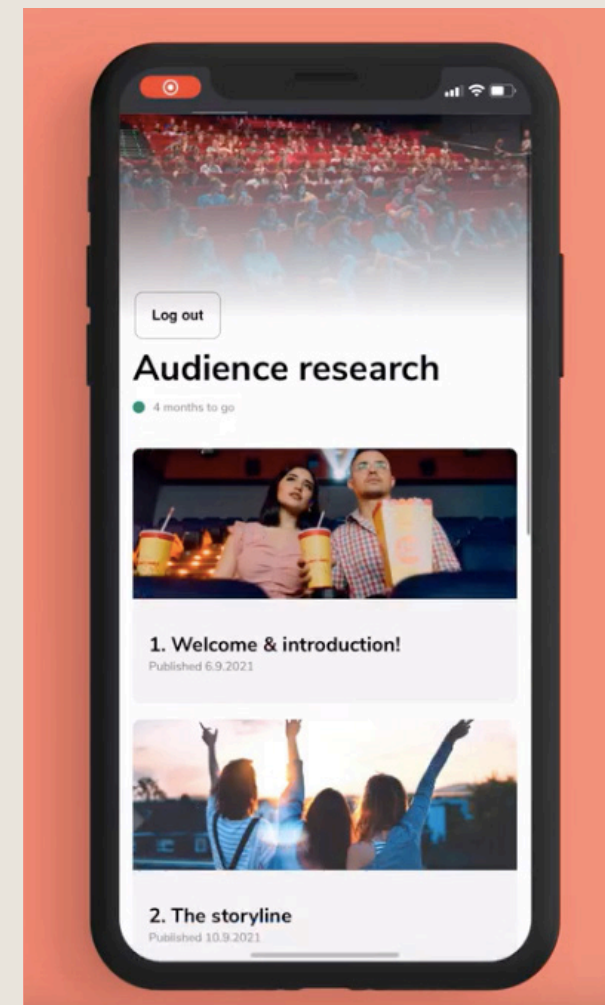 Log out
Audience research
4 months to go
1. Welcome & introduction!
Published 6.9.2021
2. The storyline
Published 10.9.2021